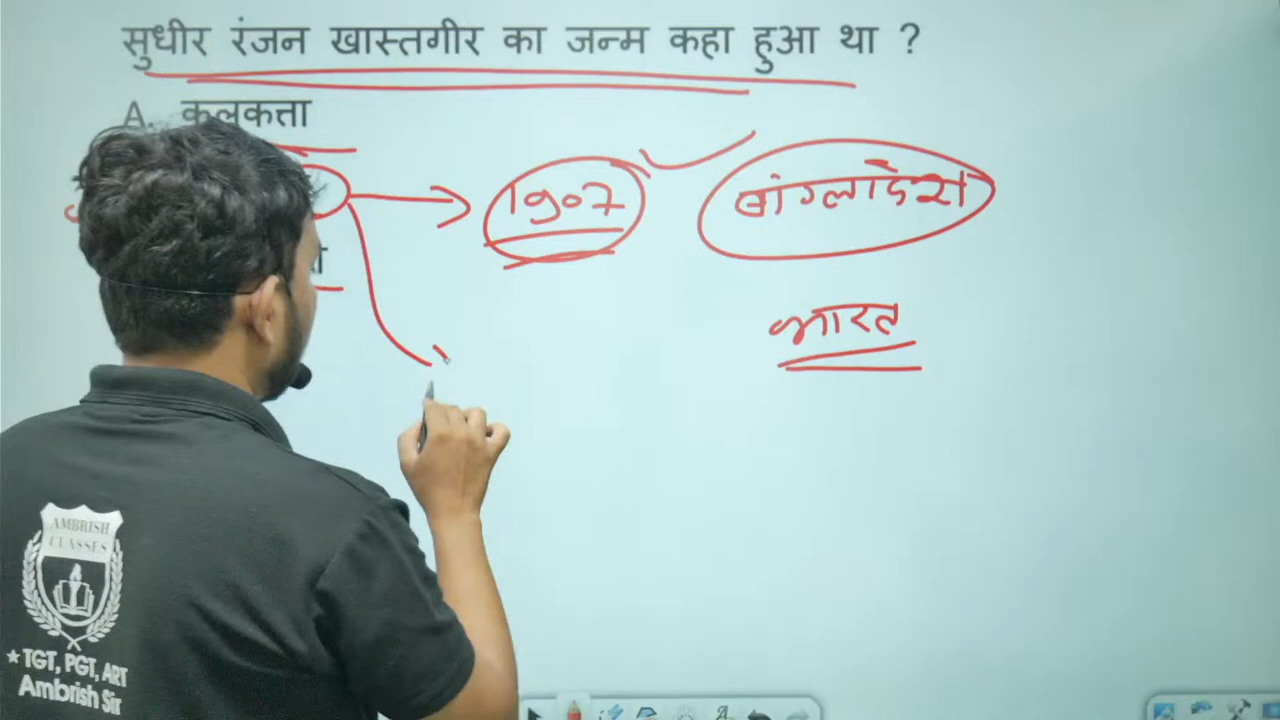 सुधीर रंजन खास्तगीर का जन्म कहा हुआ था ?
A. कलकत्ता
1907
बांग्लादेश
भारत
AMBRISH
CLASSES
★ TGT, PGT, ART
Ambrish Sir